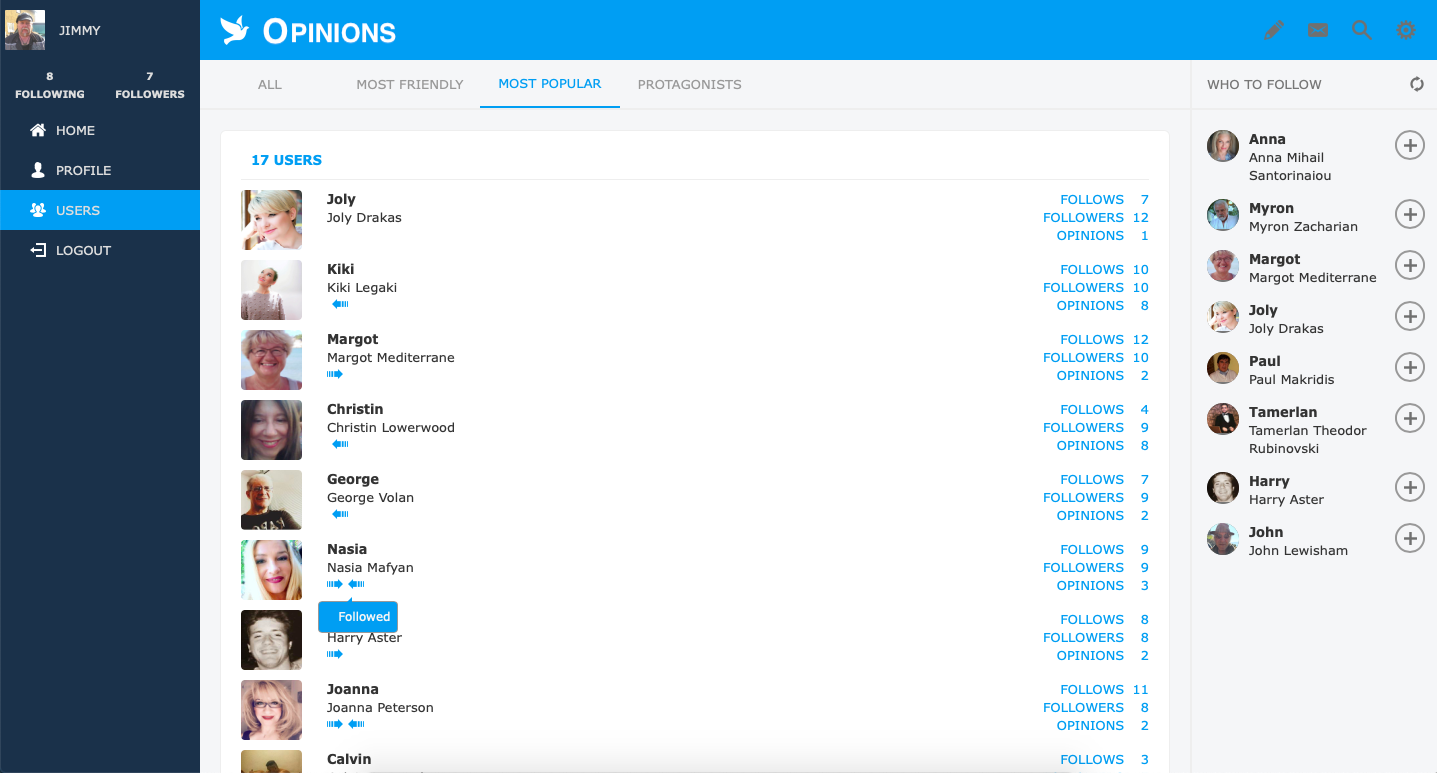 JIMMY
8 7
FOLLOWING FOLLOWERS
HOME
PROFILE
USERS
LOGOUT
OPINIONS
ALL MOST FRIENDLY MOST POPULAR PROTAGONISTS
17 USERS
Joly FOLLOWS 7
Joly Drakas FOLLOWERS 12
OPINIONS 1
Kiki FOLLOWS 10
Kiki Legaki FOLLOWERS 10
OPINIONS 8
Margot FOLLOWS 12
Margot Mediterrane FOLLOWERS 10
OPINIONS 2
Christin FOLLOWS 4
Christin Lowerwood FOLLOWERS 9
OPINIONS 8
George FOLLOWS 7
George Volan FOLLOWERS 9
OPINIONS 2
Nasia FOLLOWS 9
Nasia Mafyan FOLLOWERS 9
OPINIONS 3
Followed FOLLOWS 8
Harry Aster FOLLOWERS 8
OPINIONS 2
Joanna FOLLOWS 11
Joanna Peterson FOLLOWERS 8
OPINIONS 2
Calvin FOLLOWS 3
WHO TO FOLLOW
Anna
Anna Mihail
Santorinaiou
Myron
Myron Zacharian
Margot
Margot Mediterrane
Joly
Joly Drakas
Paul
Paul Makridis
Tamerlan
Tamerlan Theodor
Rubinovski
Harry
Harry Aster
John
John Lewisham